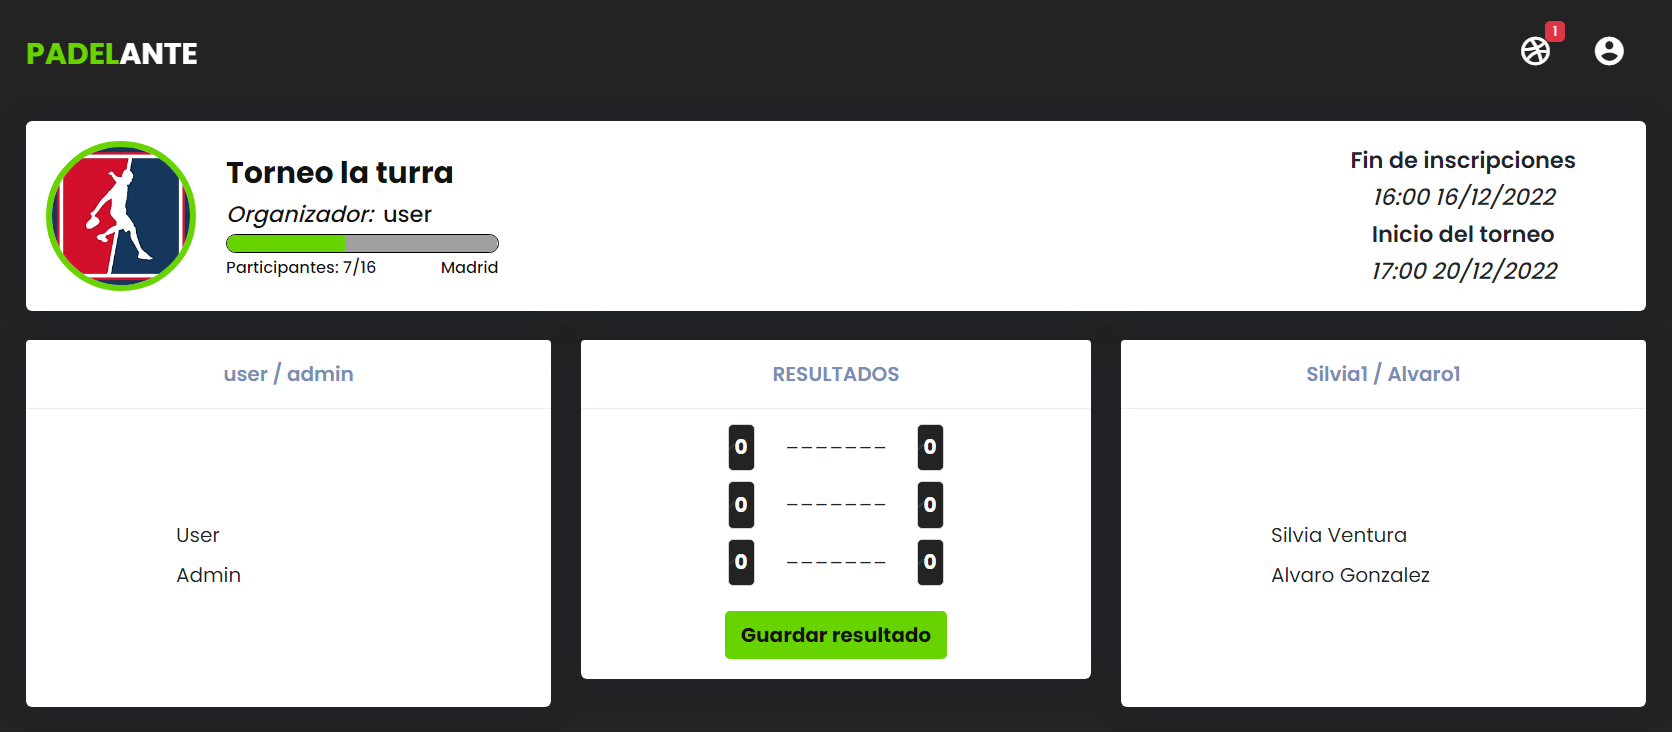 PADELANTE
1
Torneo la turra
Organizador: user
Participantes: 7/16 Madrid
Fin de inscripciones
16:00 16/12/2022
Inicio del torneo
17:00 20/12/2022
user / admin
User
Admin
RESULTADOS
0 ------- 0
0 ------- 0
0 ------- 0
Guardar resultado
Silvia1 / Alvaro1
Silvia Ventura
Alvaro Gonzalez